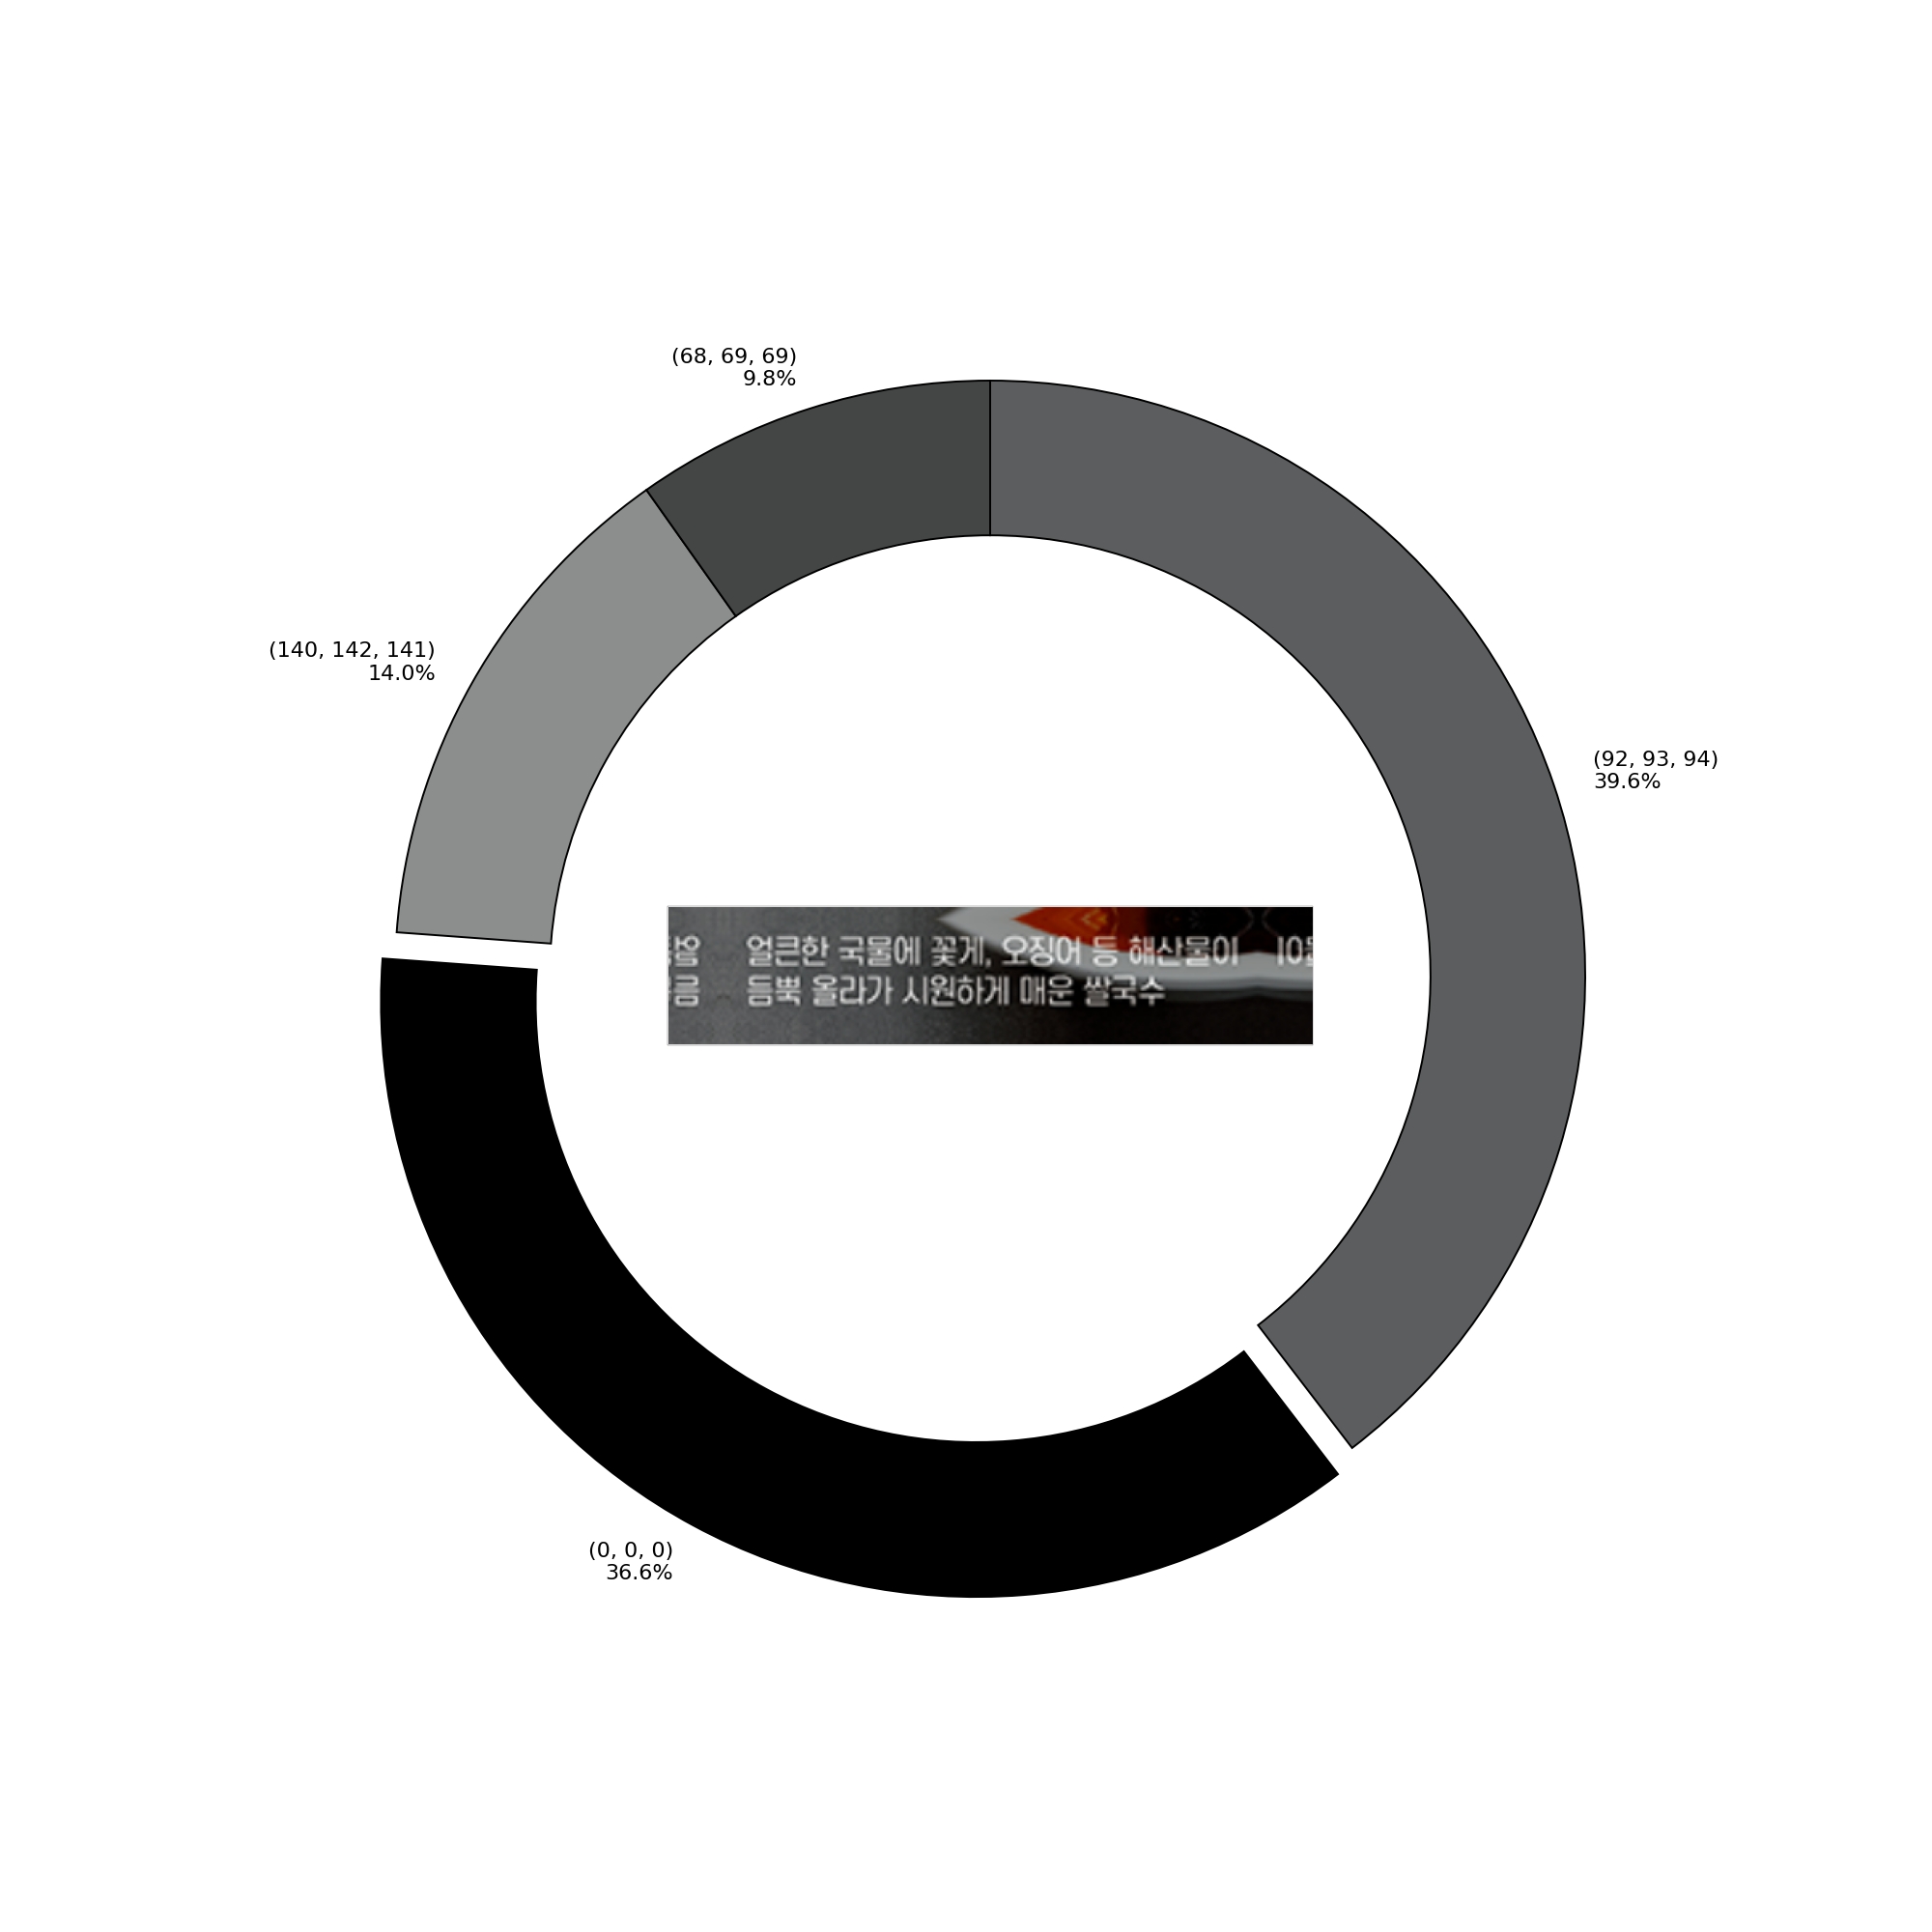 (68, 69, 69)
9.8%
(140, 142, 141)
14.0%
(92, 93, 94)
39.6%
얼큰한 국물에 꽃게, 오징어 등 해산물이
듬뿍 올라가 시원하게 매운 쌀국수
(0, 0, 0)
36.6%